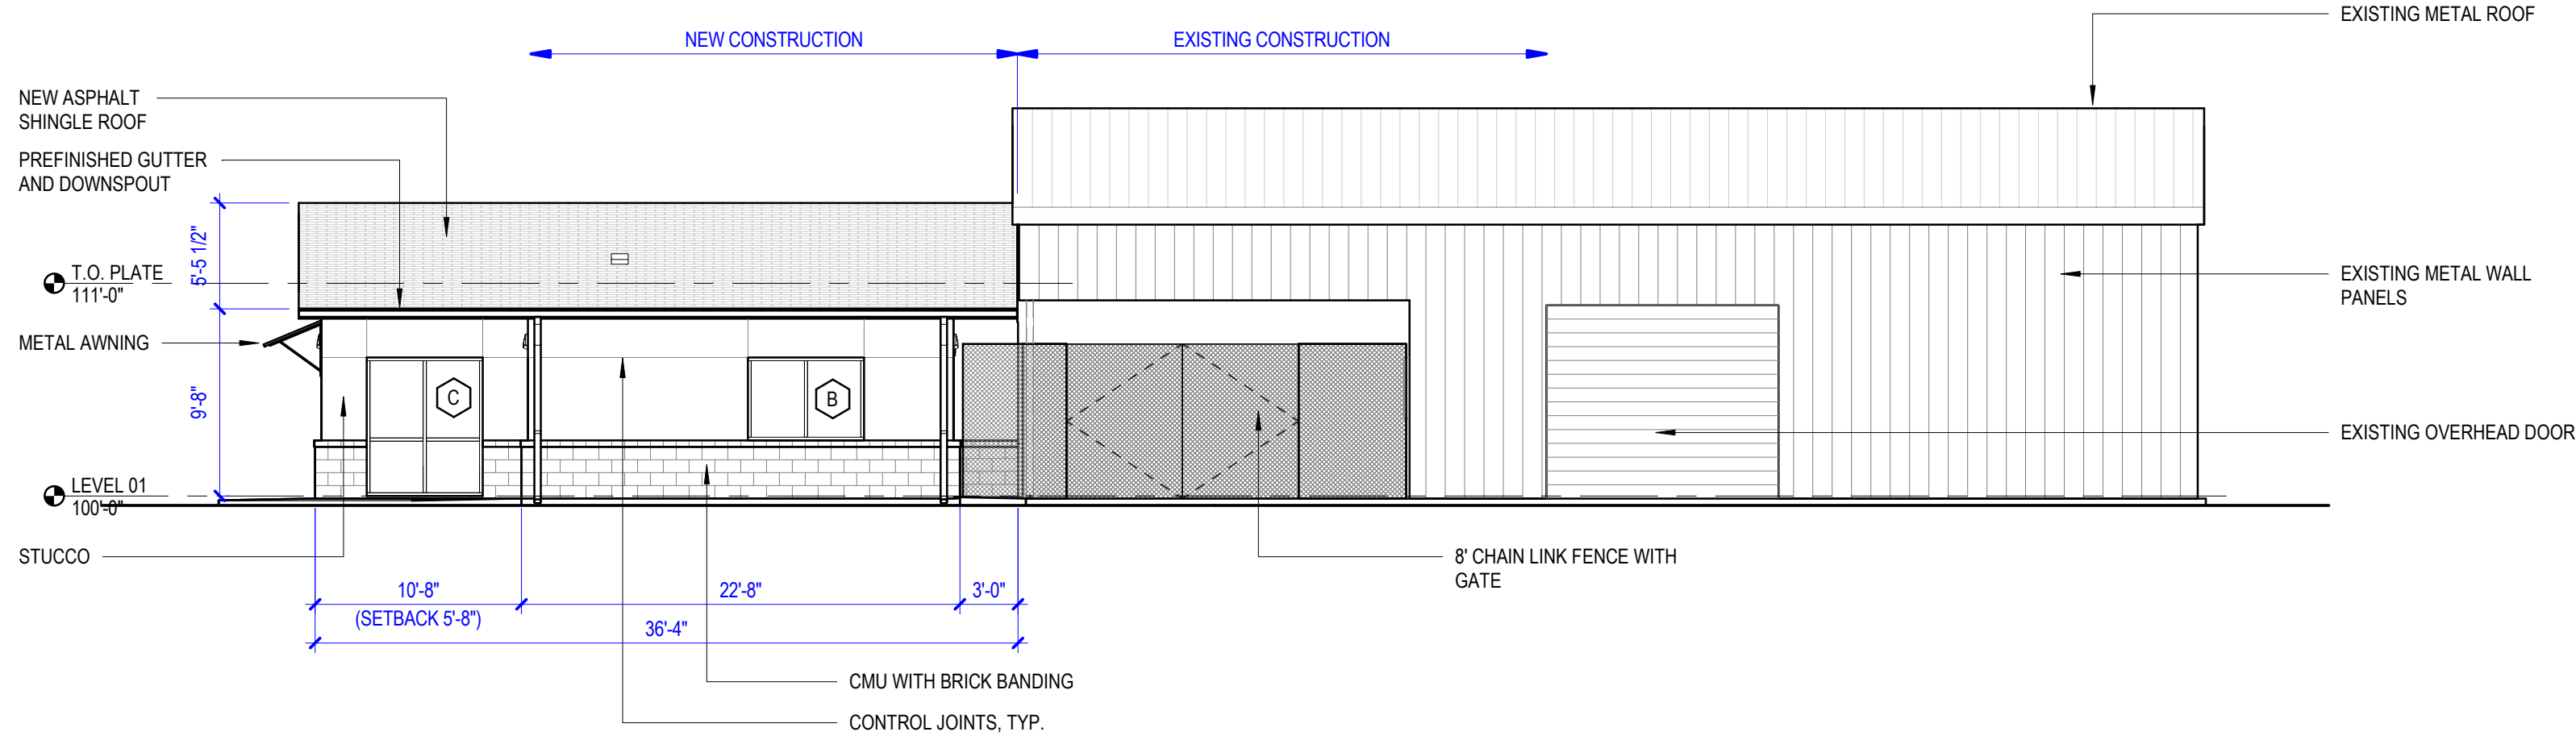 EXISTING METAL ROOF
NEW CONSTRUCTION
EXISTING CONSTRUCTION
NEW ASPHALT
SHINGLE ROOF
PREFINISHED GUTTER
AND DOWNSPOUT
5'-5 1/2"
T.O. PLATE
111'-0"
EXISTING METAL WALL
PANELS
METAL AWNING
9'-8"
C
B
EXISTING OVERHEAD DOOR
LEVEL 01
100'-0"
STUCCO
8' CHAIN LINK FENCE WITH
GATE
10'-8"
(SETBACK 5'-8")
22'-8"
3'-0"
36'-4"
CMU WITH BRICK BANDING
CONTROL JOINTS, TYP.